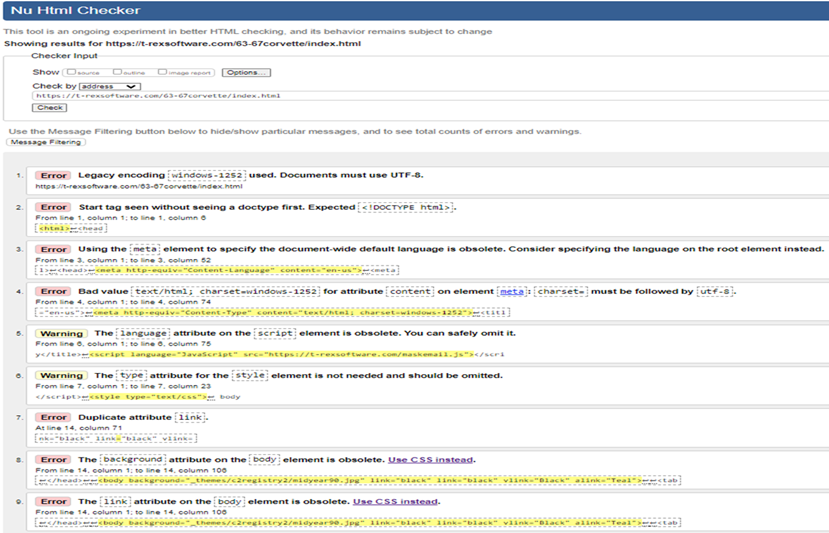 Nu Html Checker
This tool is an ongoing experiment in better HTML checking, and its behavior remains subject to change
Showing results for https://t-rexsoftware.com/63-67corvette/index.html
Checker Input
Show source outline image report Options...
Check by address
https://t-rexsoftware.com/63-67corvette/index.html
Check
Use the Message Filtering button below to hide/show particular messages, and to see total counts of errors and warnings.
Message Filtering
1. Error Legacy encoding windows-1252 used. Documents must use UTF-8.
https://t-rexsoftware.com/63-67corvette/index.html
2. Error Start tag seen without seeing a doctype first. Expected <!DOCTYPE html>.
From line 1, column 1; to line 1, column 6
<html>↩<head
3. Error Using the meta element to specify the document-wide default language is obsolete. Consider specifying the language on the root element instead.
From line 3, column 1; to line 3, column 52
l>↩<head>↩<meta http-equiv="Content-Language" content="en-us">↩<meta
4. Error Bad value text/html; charset=windows-1252 for attribute content on element meta: charset= must be followed by utf-8.
From line 4, column 1; to line 4, column 74
="en-us">↩<meta http-equiv="Content-Type" content="text/html; charset=windows-1252">↩<titl
5. Warning The language attribute on the script element is obsolete. You can safely omit it.
From line 6, column 1; to line 6, column 75
y</title>↩<script language="JavaScript" src="https://t-rexsoftware.com/maskemail.js"></scri
6. Warning The type attribute for the style element is not needed and should be omitted.
From line 7, column 1; to line 7, column 23
</script>↩<style type="text/css">↩ body
7. Error Duplicate attribute link.
At line 14, column 71
nk="black" link="black" vlink=
8. Error The background attribute on the body element is obsolete. Use CSS instead.
From line 14, column 1; to line 14, column 106
↩</head>↩↩<body background="_themes/c2registry2/midyear90.jpg" link="black" link="black" vlink="Black" alink="Teal">↩↩<tab
9. Error The link attribute on the body element is obsolete. Use CSS instead.
From line 14, column 1; to line 14, column 106
↩</head>↩↩<body background="_themes/c2registry2/midyear90.jpg" link="black" link="black" vlink="Black" alink="Teal">↩↩<tab